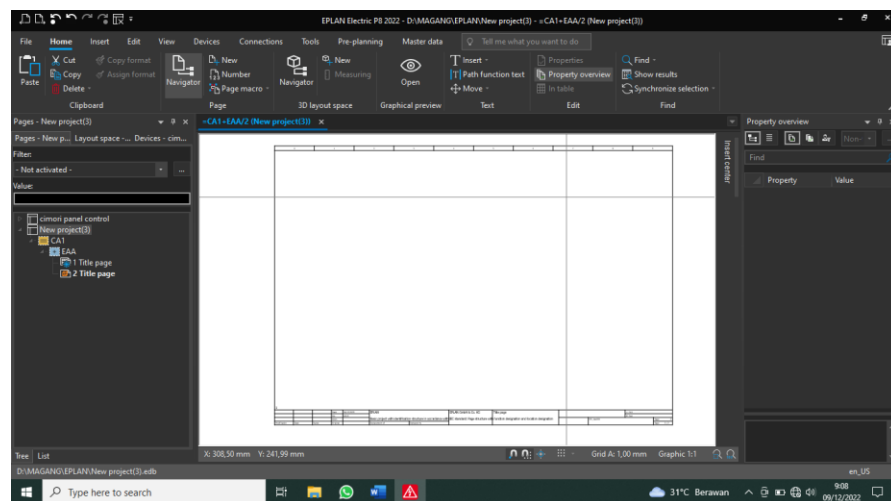 EPLAN Electric P8 2022 - D:\MAGANG\EPLAN\New project(3) - =CA1+EAA/2 (New project(3))
File Home Insert Edit View Devices Connections Tools Pre-planning Master data Tell me what you want to do
Paste
Cut
Copy
Delete
Copy format
Assign format
Clipboard
Navigator
New
Number
Page macro
Page
Navigator
New
Measuring
3D layout space
Open
Graphical preview
Insert
Path function text
Move
Text
Properties
Property overview
In table
Edit
Find
Show results
Synchronize selection
Find
Pages - New project(3)
Pages - New p... Layout space -... Devices - cim...
Filter:
- Not activated -
...
Value:
cimori panel control
New project(3)
CA1
EAA
1 Title page
2 Title page
Tree List
=CA1+EAA/2 (New project(3))
Insert center
X: 308,50 mm Y: 241,99 mm
Grid A: 1,00 mm Graphic 1:1
Property overview
Non-
Find
Property Value
D:\MAGANG\EPLAN\New project(3).edb
en_US
Type here to search
31°C Berawan
9:08
09/12/2022